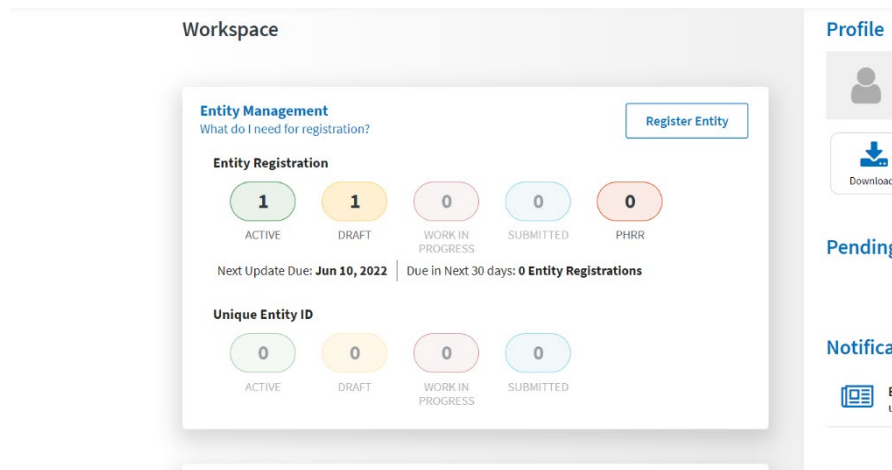 Workspace
Entity Management
What do I need for registration?
Register Entity
Entity Registration
1
1
0
0
0
ACTIVE
DRAFT
WORK IN
PROGRESS
SUBMITTED
PHRR
Next Update Due: Jun 10, 2022
Due in Next 30 days: 0 Entity Registrations
Unique Entity ID
0
0
0
0
ACTIVE
DRAFT
WORK IN
PROGRESS
SUBMITTED
Profile
Download
Pending
Notifica